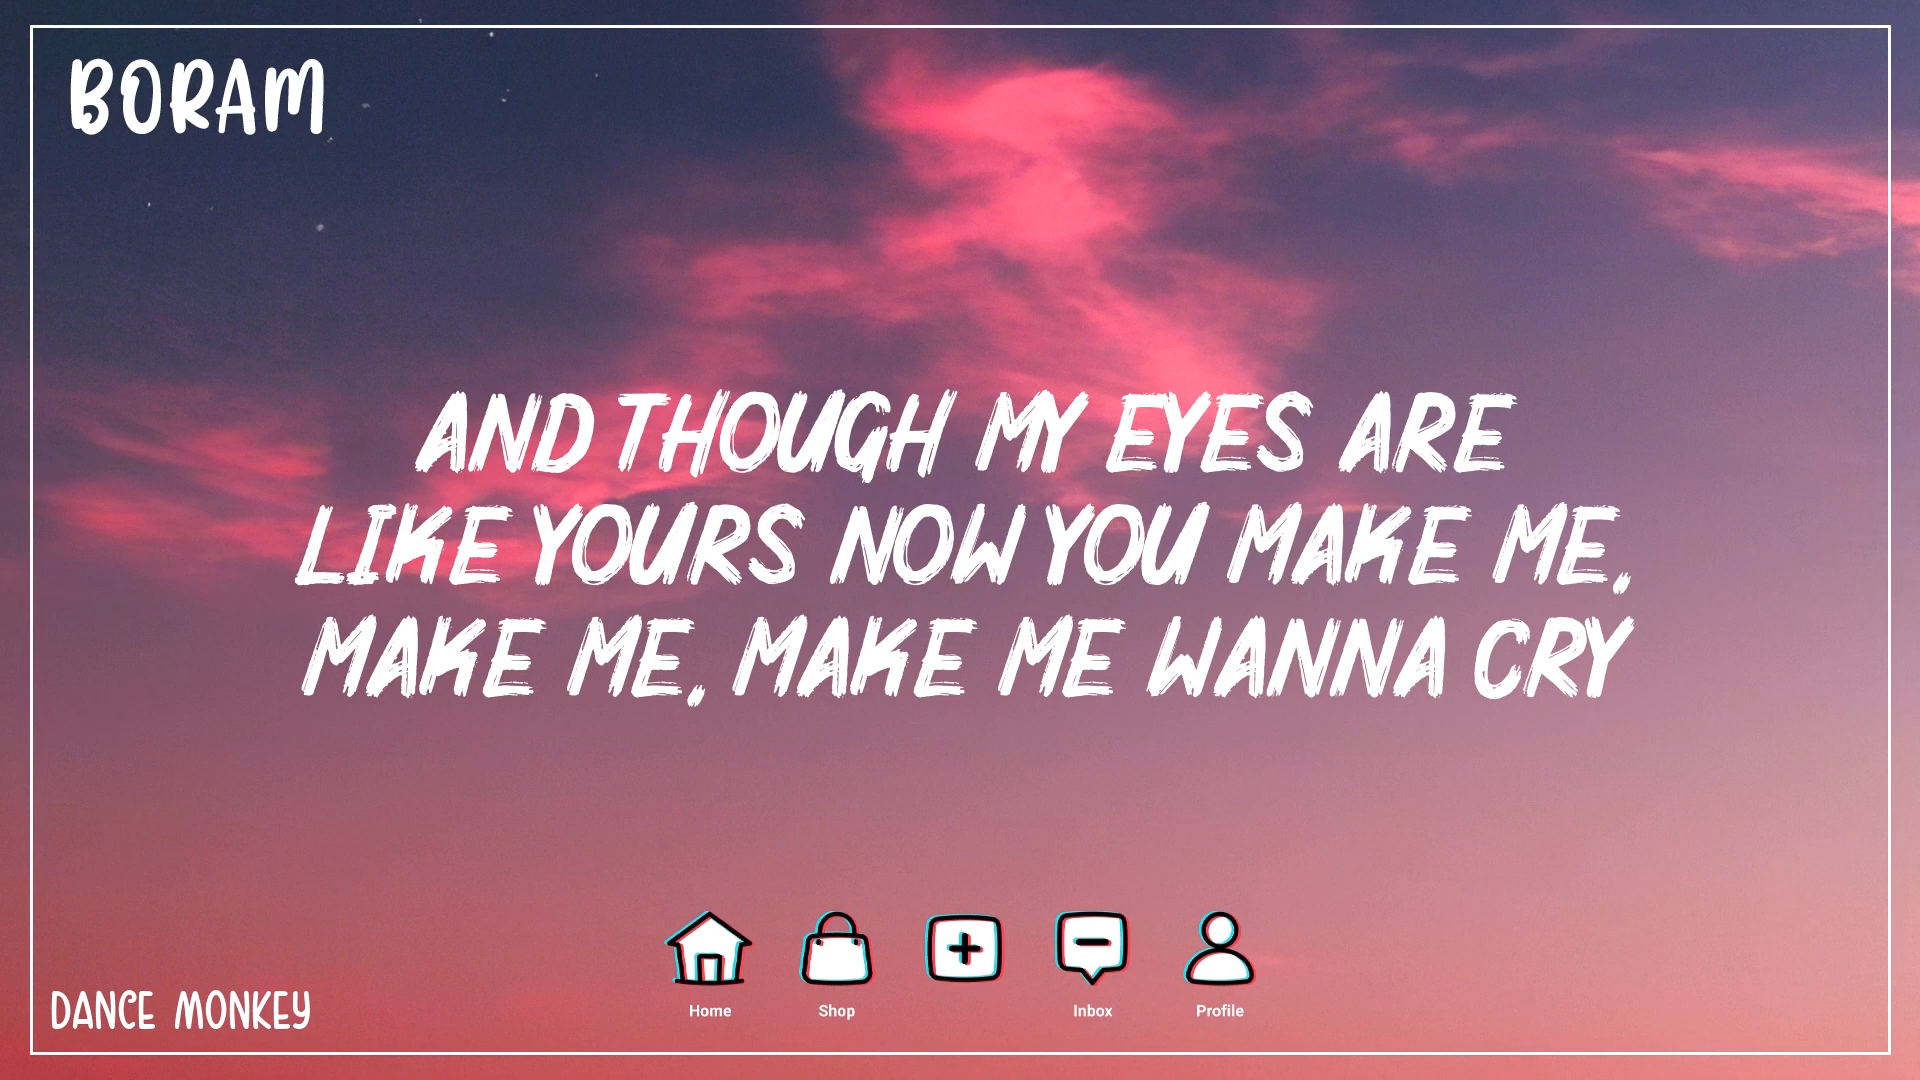 BORAM
AND THOUGH MY EYES ARE
LIKE YOURS NOW YOU MAKE ME,
MAKE ME, MAKE ME WANNA CRY
Home
Shop
Inbox
Profile
DANCE MONKEY